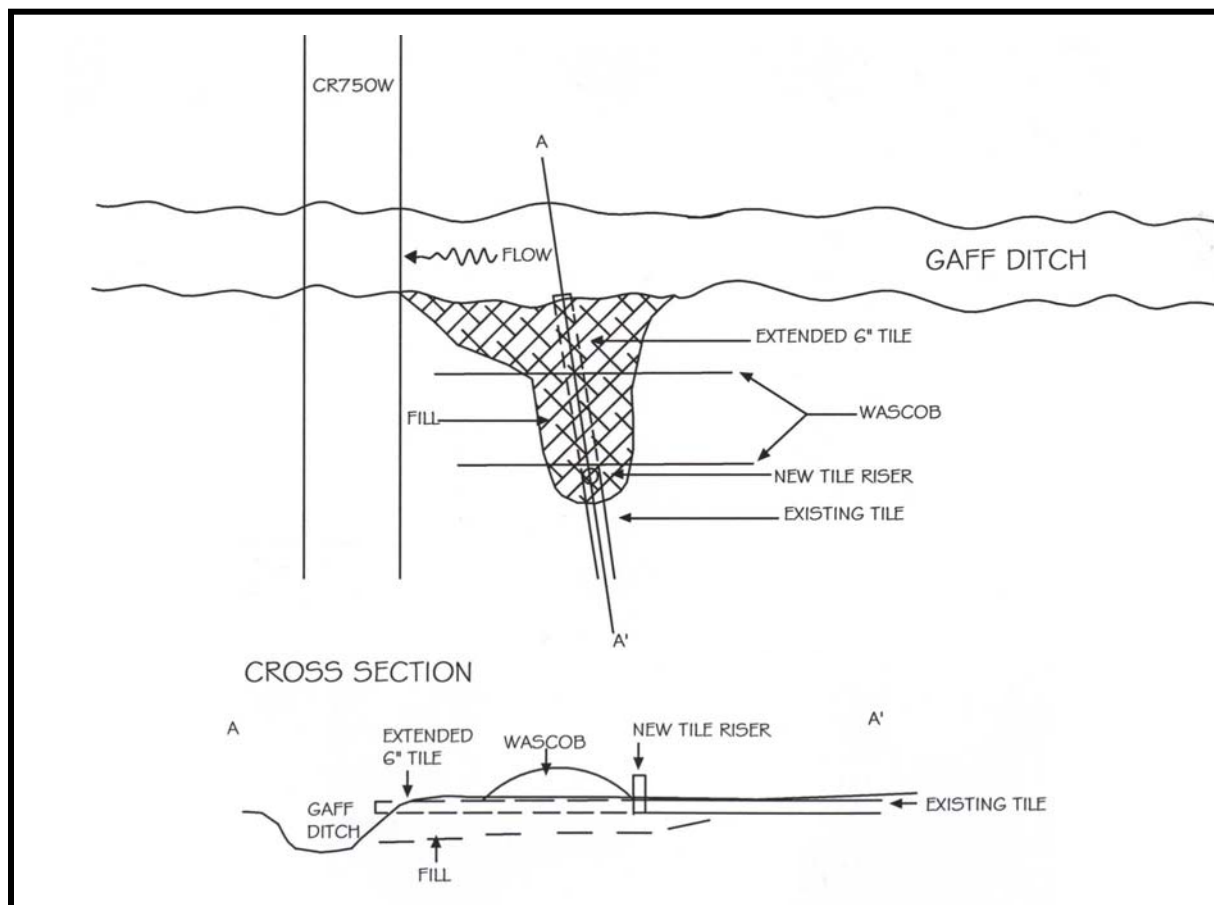 CR750W
A
FLOW
GAFF DITCH
EXTENDED 6" TILE
WASCOB
FILL
NEW TILE RISER
EXISTING TILE
A'
CROSS SECTION
A
A'
EXTENDED
6" TILE
WASCOB
NEW TILE RISER
GAFF
DITCH
EXISTING TILE
FILL